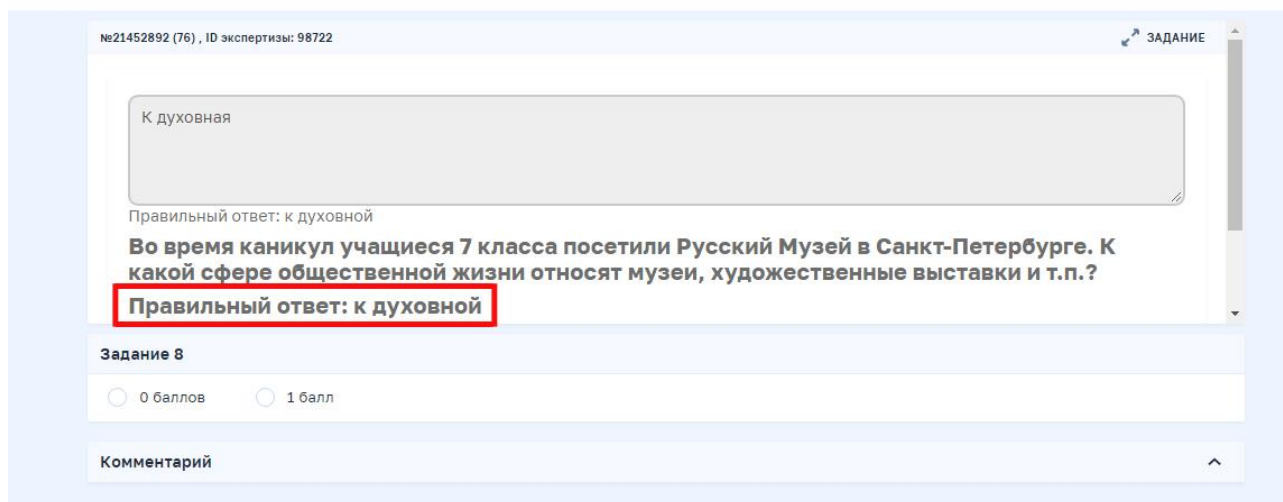 №21452892 (76) , ID экспертизы: 98722
ЗАДАНИЕ
К духовная
Правильный ответ: к духовной
Во время каникул учащиеся 7 класса посетили Русский Музей в Санкт-Петербурге. К
какой сфере общественной жизни относят музеи, художественные выставки и т.п.?
Правильный ответ: к духовной
Задание 8
0 баллов
1 балл
Комментарий